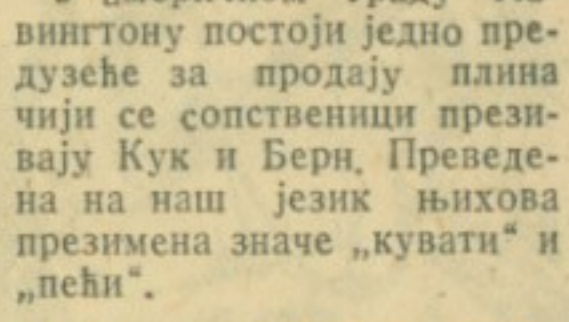 вингтону постоји једно пре-
дузеће за продају плина
чији се сопственици прези-
вају Кук и Берн. Преведе-
на на наш језик њихова
презимена значе „кувати“ и
„пећи“.